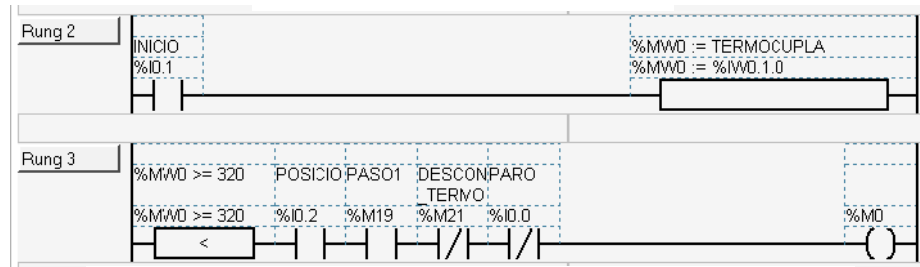 Rung 2
INICIO
%MW0 := TERMOCUPLA
%I0.1
%MW0 := %IW0.1.0
Rung 3
%MW0 >= 320 POSICIO PASO1 DESCON PARO
_TERMO
%MW0 >= 320 %I0.2 %M19 %M21 %I0.0 %M0
<